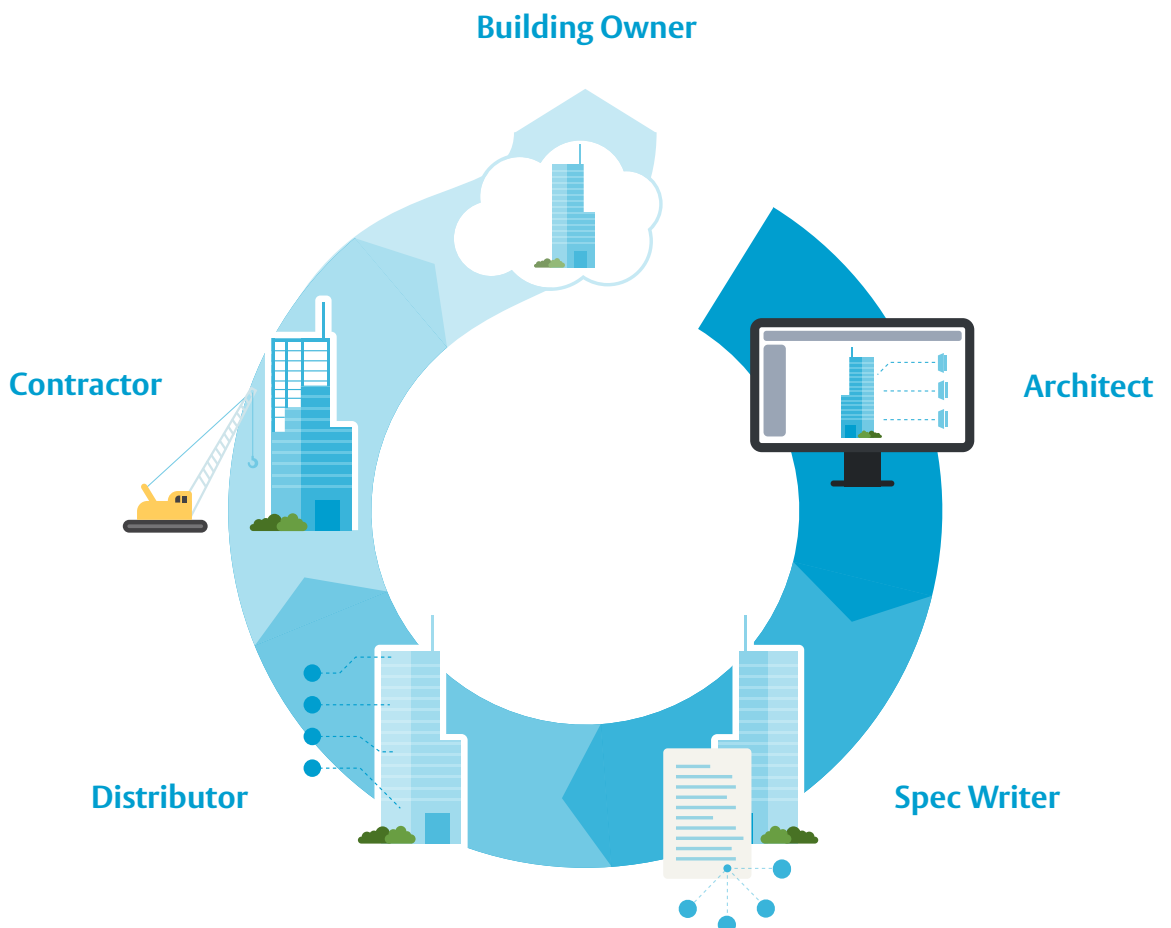 Building Owner
Contractor
Architect
Distributor
Spec Writer